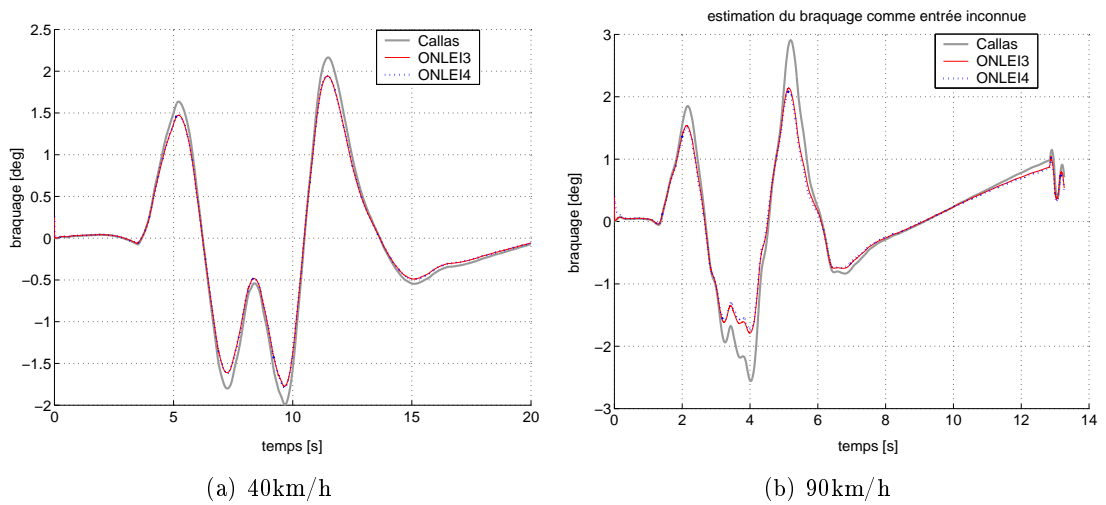 2.5
2
1.5
1
0.5
0
−0.5
−1
−1.5
−2
0
5
10
15
20
braquage [deg]
temps [s]
Callas
ONLEI3
ONLEI4
(a) 40km/h
estimation du braquage comme entrée inconnue
3
2
1
0
−1
−2
−3
0
2
4
6
8
10
12
14
braquage [deg]
temps [s]
Callas
ONLEI3
ONLEI4
(b) 90km/h